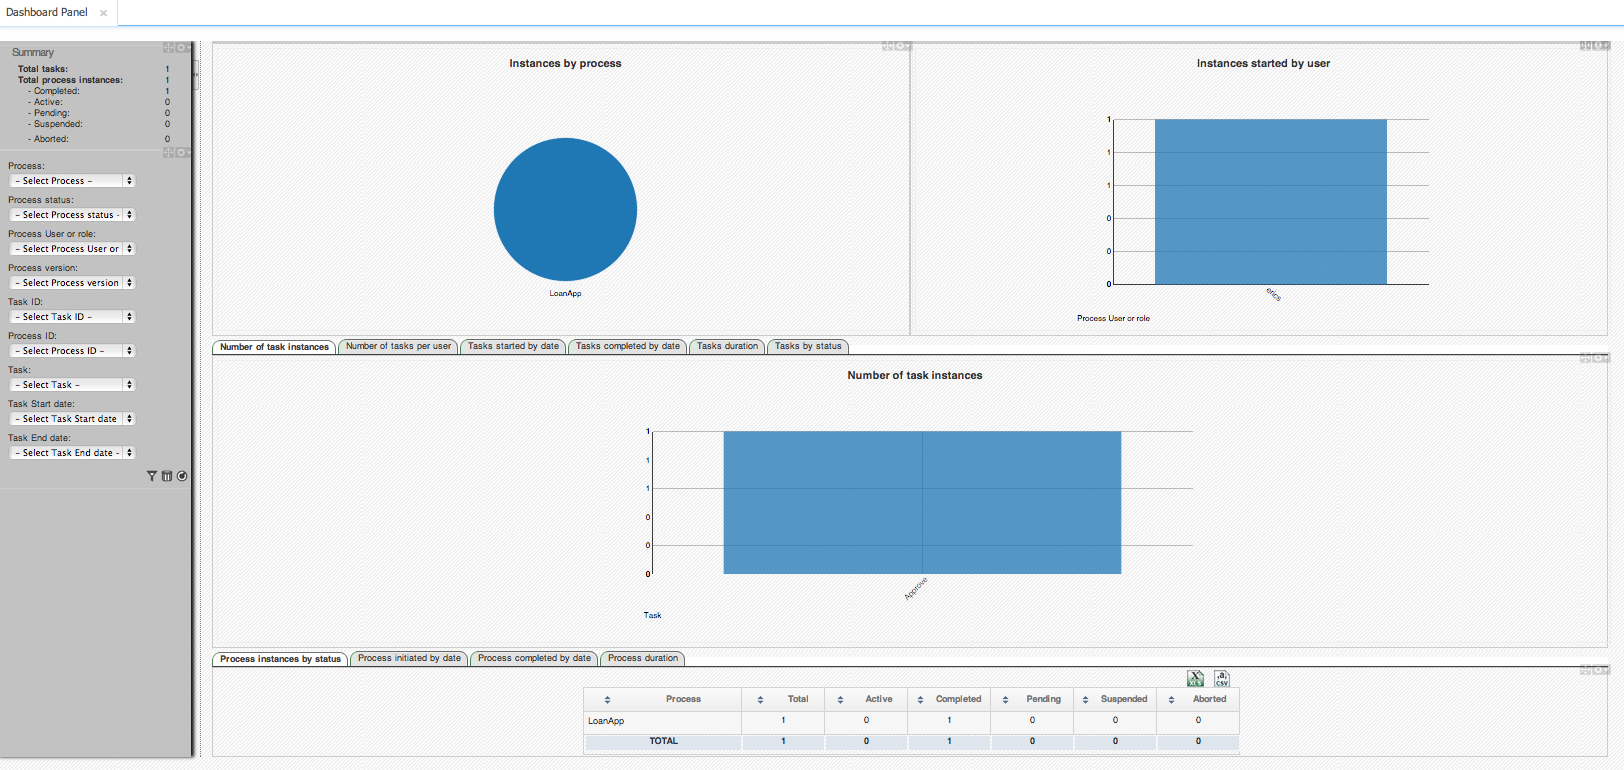 Dashboard Panel ×
Summary
Total tasks: 1
Total process instances: 1
- Completed: 1
- Active: 0
- Pending: 0
- Suspended: 0
- Aborted: 0
Process:
- Select Process -
Process status:
- Select Process status -
Process User or role:
- Select Process User or
Process version:
- Select Process version
Task ID:
- Select Task ID -
Process ID:
- Select Process ID -
Task:
- Select Task -
Task Start date:
- Select Task Start date
Task End date:
- Select Task End date -
Instances by process
LoanApp
Instances started by user
1
1
1
0
0
0
erics
Process User or role
Number of task instances Number of tasks per user Tasks started by date Tasks completed by date Tasks duration Tasks by status
Number of task instances
1
1
1
0
0
0
Approve
Task
Process instances by status Process initiated by date Process completed by date Process duration
XLS CSV
Process Total Active Completed Pending Suspended Aborted
LoanApp 1 0 1 0 0 0
TOTAL 1 0 1 0 0 0